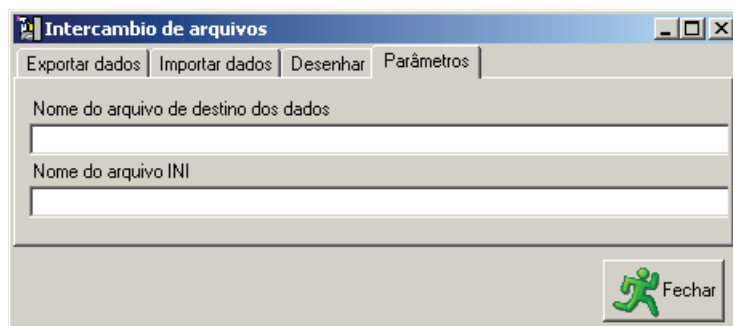 Intercambio de arquivos
Exportar dados Importar dados Desenhar Parâmetros
Nome do arquivo de destino dos dados
Nome do arquivo INI
Fechar